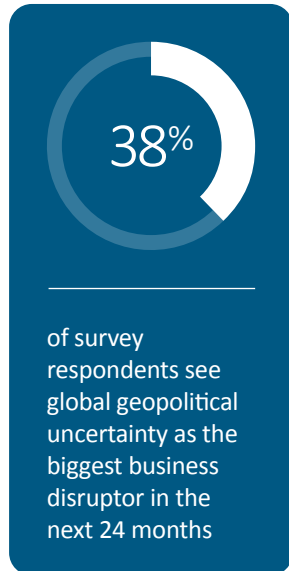 38%
of survey
respondents see
global geopolitical
uncertainty as the
biggest business
disruptor in the
next 24 months